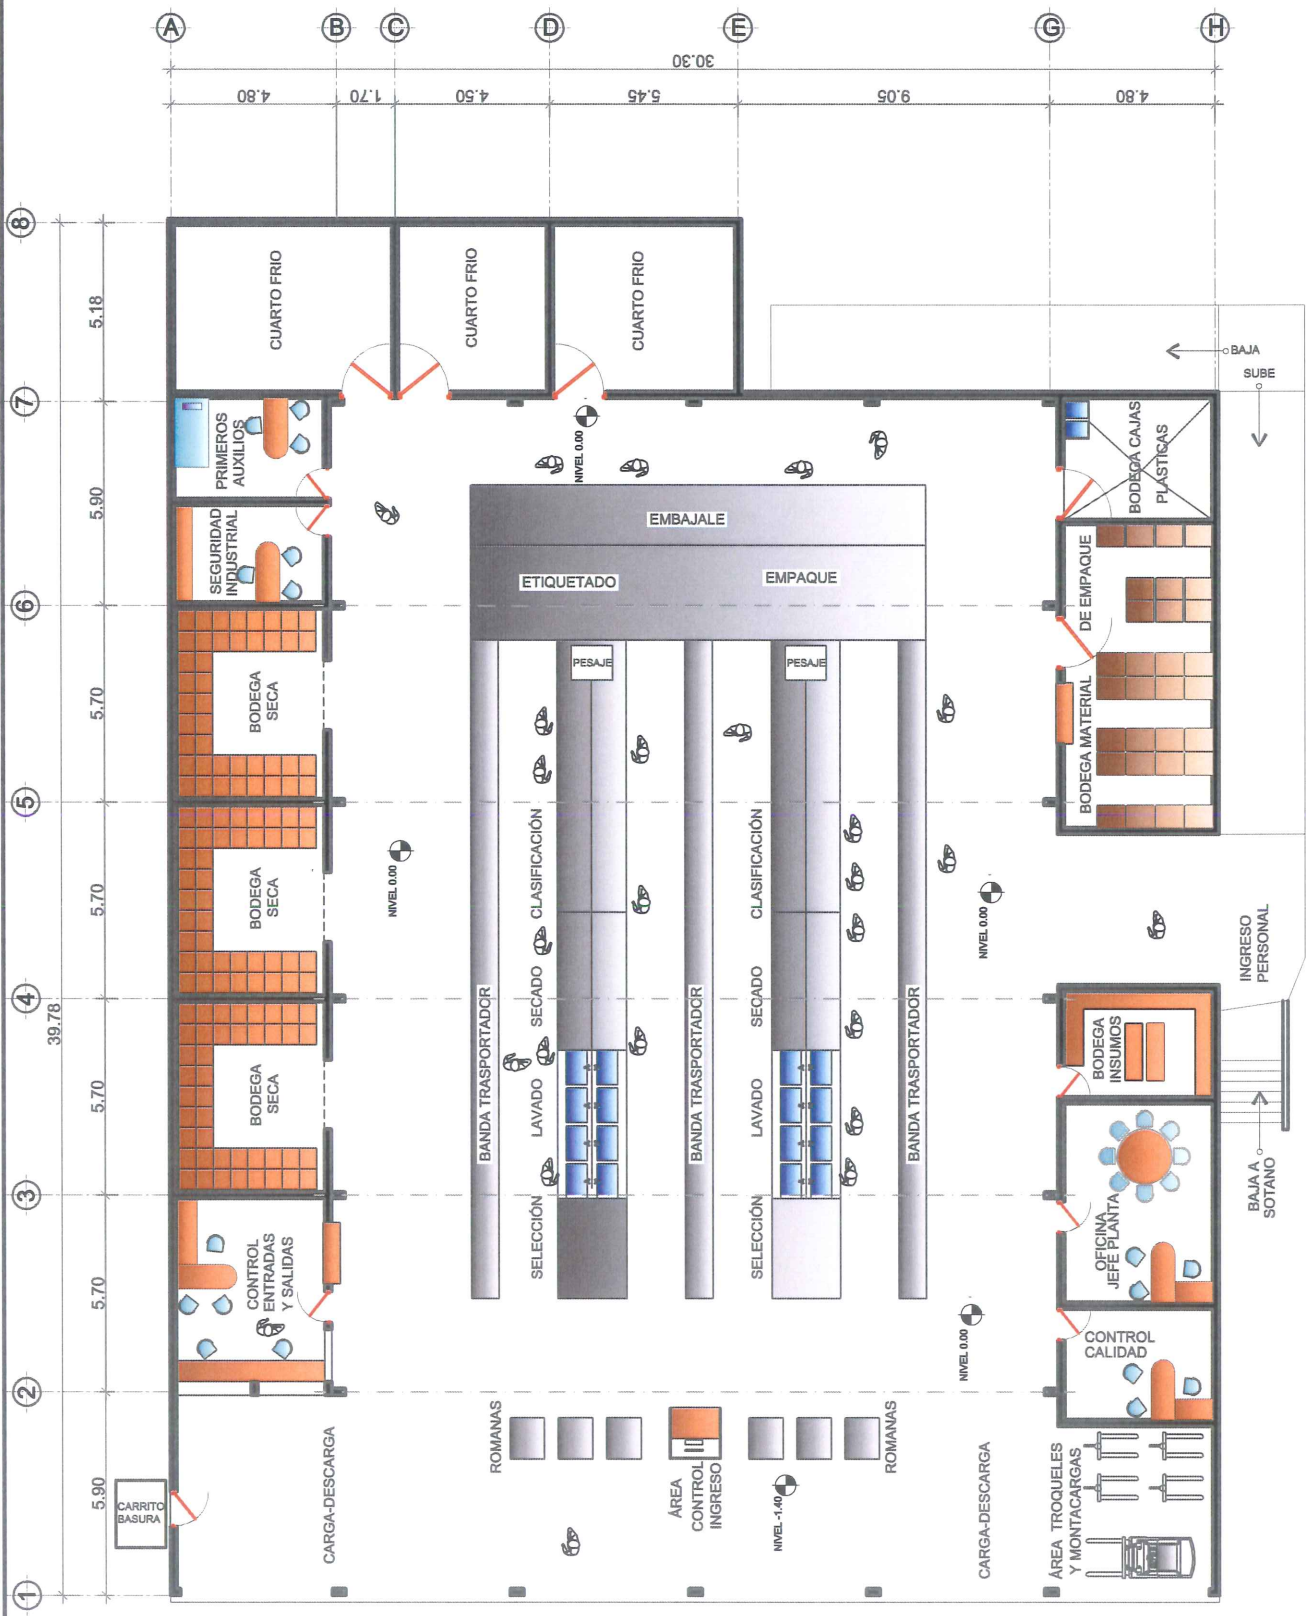 A
B
C
D
E
G
H
30.30
4.80
1.70
4.50
5.45
9.05
4.80
8
7
6
5
4
3
2
1
39.78
5.18
5.90
5.70
5.70
5.70
5.70
5.90
CUARTO FRIO
CUARTO FRIO
CUARTO FRIO
BAJA
SUBE
PRIMEROS
AUXILIOS
NIVEL 0.00
BODEGA CAJAS
PLASTICAS
SEGURIDAD
INDUSTRIAL
EMBALAJE
ETIQUETADO
EMPAQUE
BODEGA MATERIAL
DE EMPAQUE
PESAJE
PESAJE
BODEGA
SECA
BODEGA
SECA
BODEGA
SECA
NIVEL 0.00
CLASIFICACIÓN
CLASIFICACIÓN
NIVEL 0.00
SECADO
SECADO
INGRESO
PERSONAL
BANDA TRASPORTADOR
BANDA TRASPORTADOR
BANDA TRASPORTADOR
LAVADO
LAVADO
BODEGA
INSUMOS
BAJA A
SOTANO
SELECCIÓN
SELECCIÓN
CONTROL
ENTRADAS
Y SALIDAS
OFICINA
JEFE PLANTA
NIVEL 0.00
CONTROL
CALIDAD
ROMANAS
ROMANAS
ÁREA
CONTROL
INGRESO
NIVEL -1.40
CARRITO
BASURA
CARGA-DESCARGA
CARGA-DESCARGA
ÁREA TROQUELES
Y MONTACARGAS